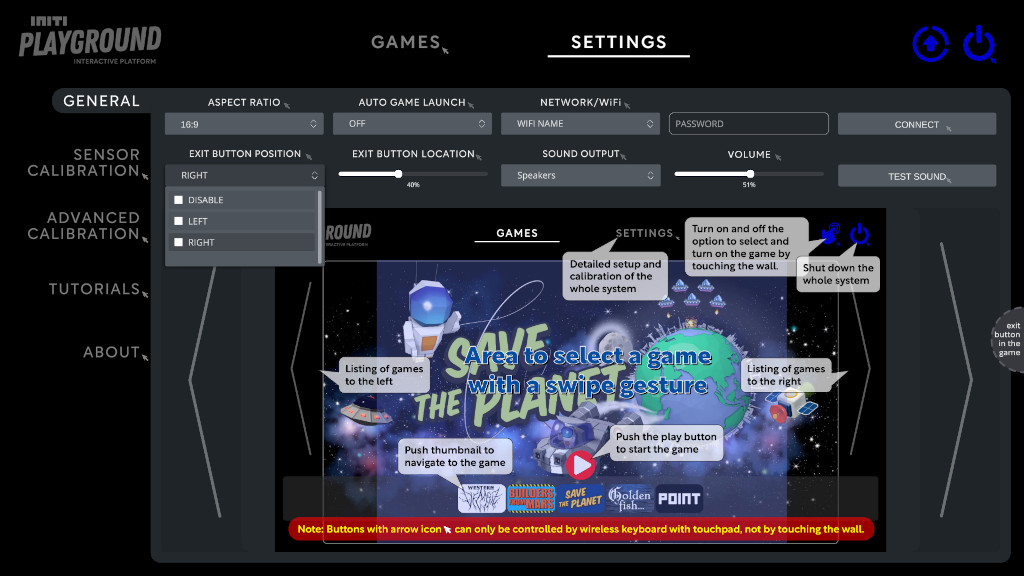 INITI
PLAYGROUND
INTERACTIVE PLATFORM
GAMES
SETTINGS
GENERAL
SENSOR
CALIBRATION
ADVANCED
CALIBRATION
TUTORIALS
ABOUT
ASPECT RATIO
AUTO GAME LAUNCH
NETWORK/WiFi
16:9
OFF
WIFI NAME
PASSWORD
CONNECT
EXIT BUTTON POSITION
EXIT BUTTON LOCATION
SOUND OUTPUT
VOLUME
RIGHT
40%
Speakers
51%
TEST SOUND
DISABLE
LEFT
RIGHT
ROUND
PLATFORM
GAMES
SETTINGS
Detailed setup and
calibration of the
whole system
Turn on and off the
option to select and
turn on the game by
touching the wall.
Shut down the
whole system
exit
button
in the
game
SAVE
THE PLANET
Area to select a game
with a swipe gesture
Listing of games
to the left
Listing of games
to the right
Push thumbnail to
navigate to the game
Push the play button
to start the game
WESTERN
BUILDERS
FROM MARS
SAVE
THE PLANET
Golden
fish...
POINT
Note: Buttons with arrow icon can only be controlled by wireless keyboard with touchpad, not by touching the wall.